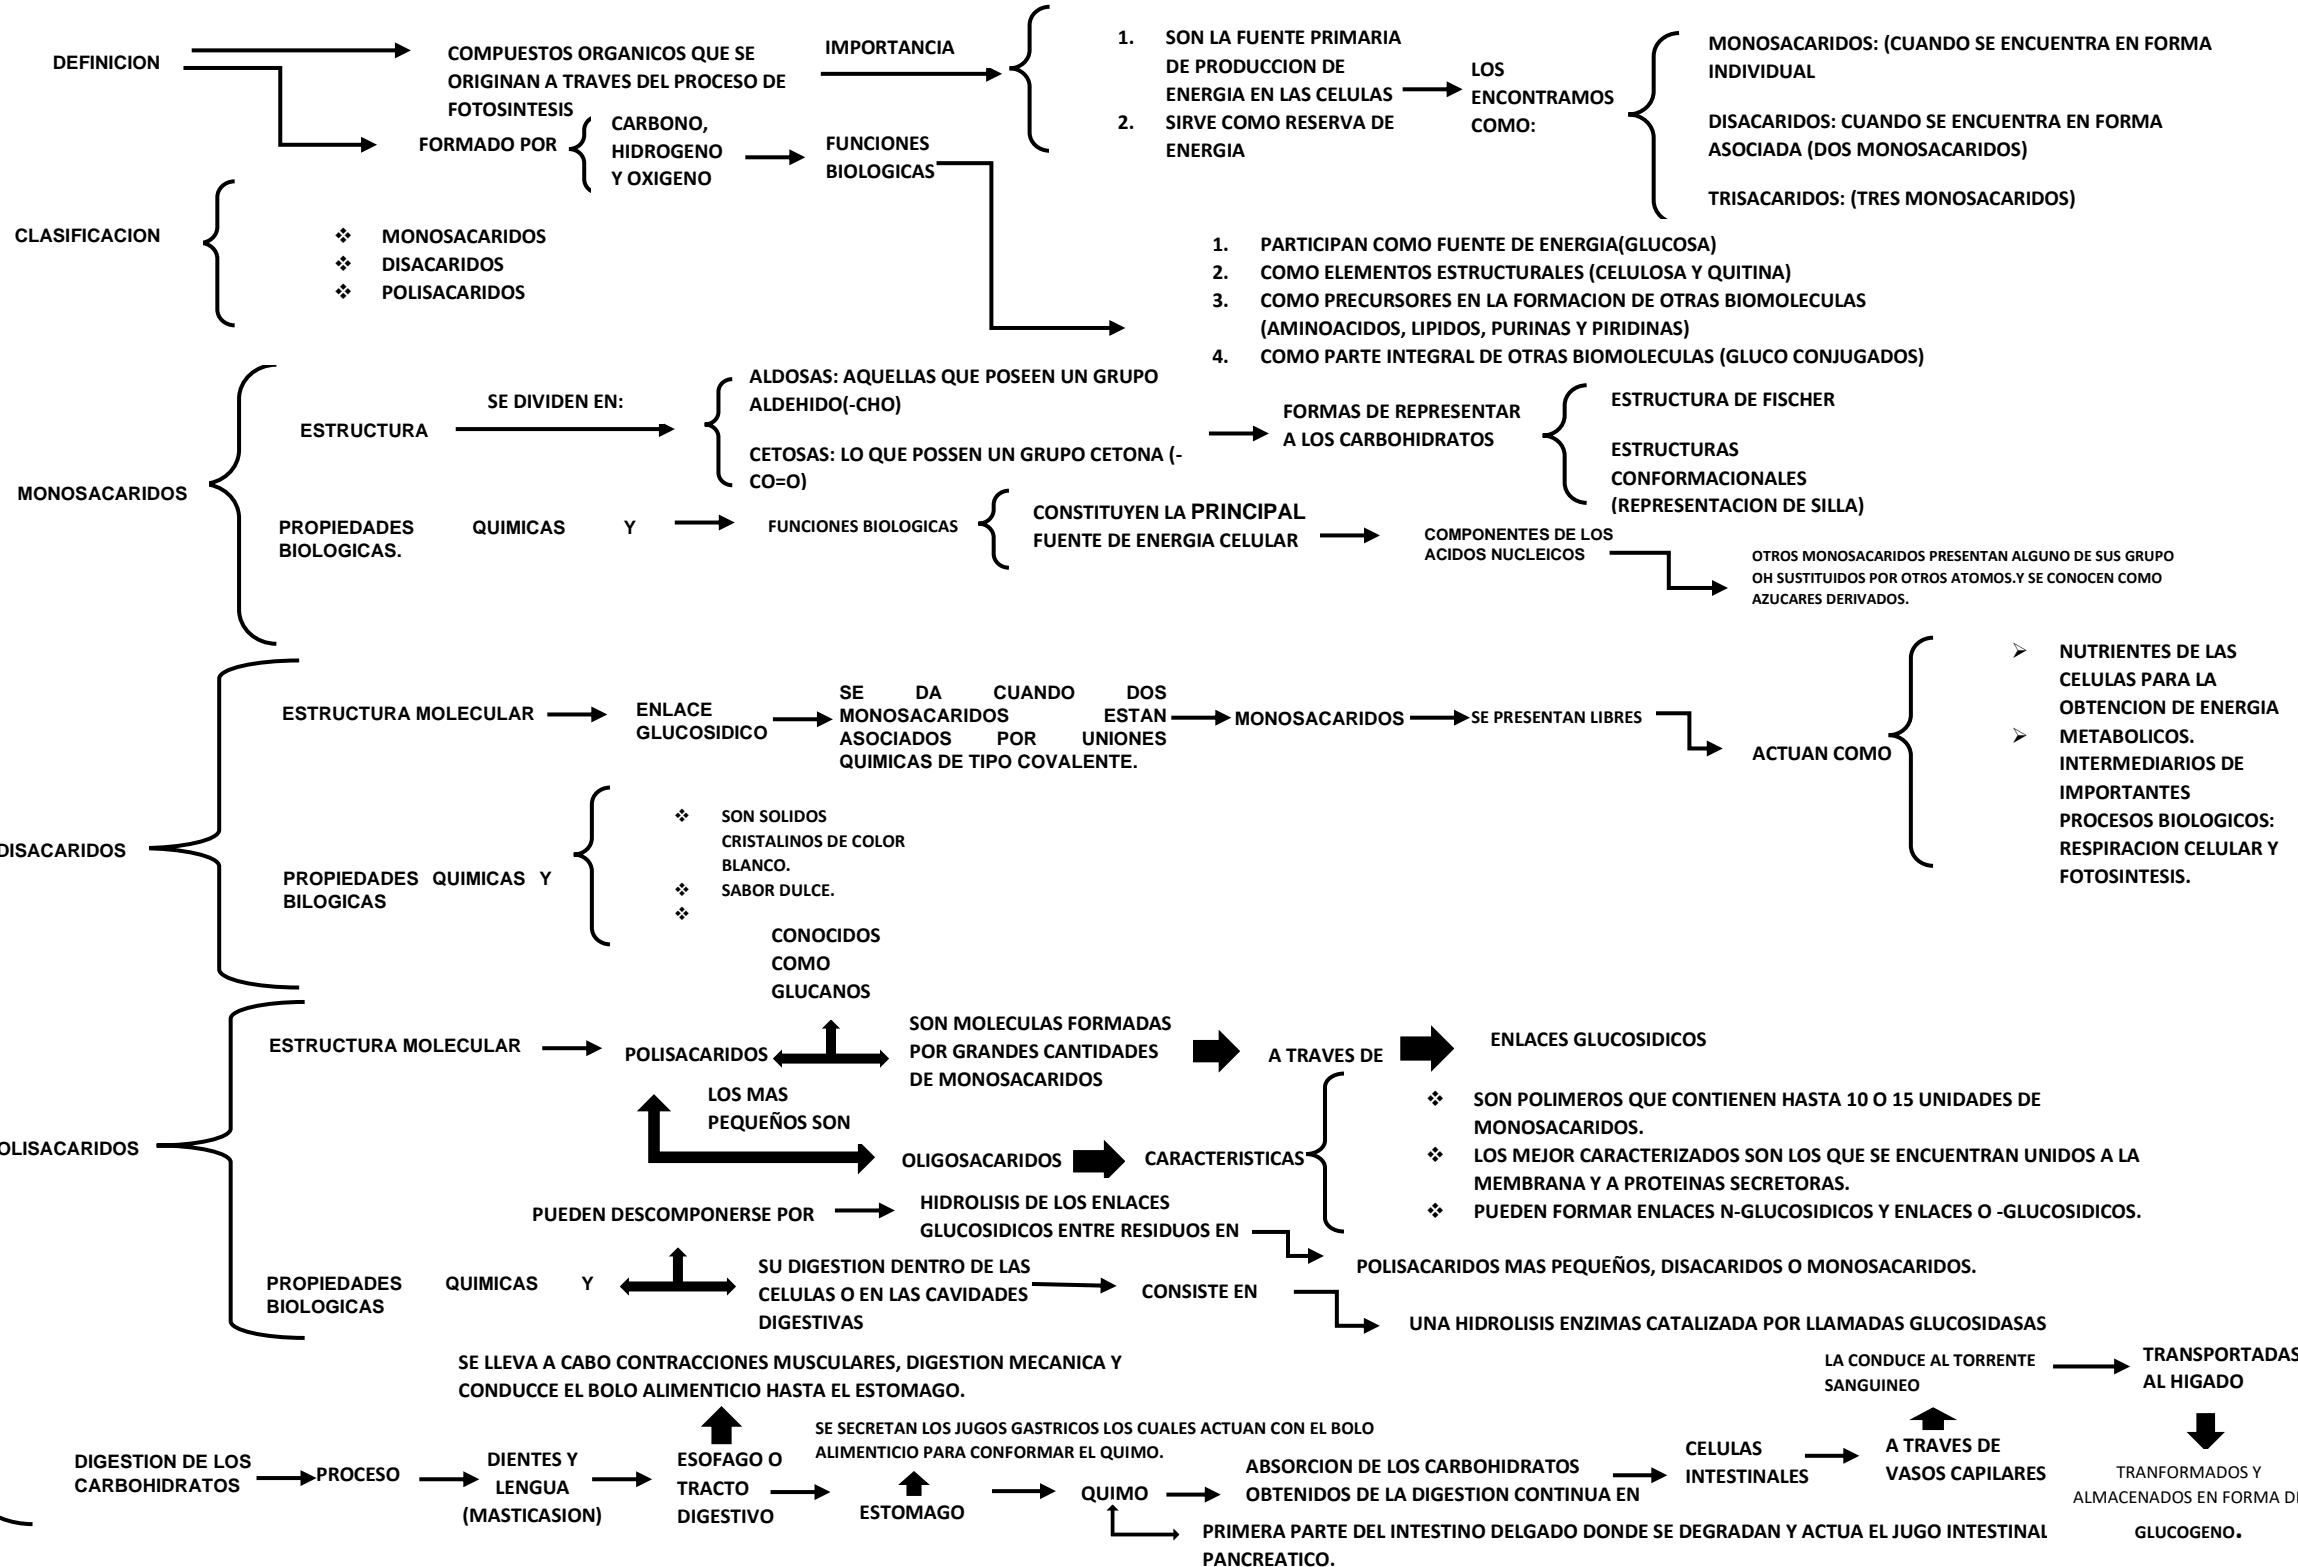 DEFINICION
COMPUESTOS ORGANICOS QUE SE
ORIGINAN A TRAVES DEL PROCESO DE
FOTOSINTESIS
IMPORTANCIA
1. SON LA FUENTE PRIMARIA
DE PRODUCCION DE
ENERGIA EN LAS CELULAS
2. SIRVE COMO RESERVA DE
ENERGIA
LOS
ENCONTRAMOS
COMO:
MONOSACARIDOS: (CUANDO SE ENCUENTRA EN FORMA
INDIVIDUAL
DISACARIDOS: CUANDO SE ENCUENTRA EN FORMA
ASOCIADA (DOS MONOSACARIDOS)
TRISACARIDOS: (TRES MONOSACARIDOS)
FORMADO POR
CARBONO,
HIDROGENO
Y OXIGENO
FUNCIONES
BIOLOGICAS
1. PARTICIPAN COMO FUENTE DE ENERGIA(GLUCOSA)
2. COMO ELEMENTOS ESTRUCTURALES (CELULOSA Y QUITINA)
3. COMO PRECURSORES EN LA FORMACION DE OTRAS BIOMOLECULAS
(AMINOACIDOS, LIPIDOS, PURINAS Y PIRIDINAS)
4. COMO PARTE INTEGRAL DE OTRAS BIOMOLECULAS (GLUCO CONJUGADOS)
CLASIFICACION
❖ MONOSACARIDOS
❖ DISACARIDOS
❖ POLISACARIDOS
MONOSACARIDOS
ESTRUCTURA
SE DIVIDEN EN:
ALDOSAS: AQUELLAS QUE POSEEN UN GRUPO
ALDEHIDO(-CHO)
CETOSAS: LO QUE POSSEN UN GRUPO CETONA (-
CO=O)
FORMAS DE REPRESENTAR
A LOS CARBOHIDRATOS
ESTRUCTURA DE FISCHER
ESTRUCTURAS
CONFORMACIONALES
(REPRESENTACION DE SILLA)
PROPIEDADES QUIMICAS Y
BIOLOGICAS.
FUNCIONES BIOLOGICAS
CONSTITUYEN LA PRINCIPAL
FUENTE DE ENERGIA CELULAR
COMPONENTES DE LOS
ACIDOS NUCLEICOS
OTROS MONOSACARIDOS PRESENTAN ALGUNO DE SUS GRUPO
OH SUSTITUIDOS POR OTROS ATOMOS.Y SE CONOCEN COMO
AZUCARES DERIVADOS.
DISACARIDOS
ESTRUCTURA MOLECULAR
ENLACE
GLUCOSIDICO
SE DA CUANDO DOS
MONOSACARIDOS ESTAN
ASOCIADOS POR UNIONES
QUIMICAS DE TIPO COVALENTE.
MONOSACARIDOS
SE PRESENTAN LIBRES
ACTUAN COMO
➢ NUTRIENTES DE LAS
CELULAS PARA LA
OBTENCION DE ENERGIA
➢ METABOLICOS.
INTERMEDIARIOS DE
IMPORTANTES
PROCESOS BIOLOGICOS:
RESPIRACION CELULAR Y
FOTOSINTESIS.
PROPIEDADES QUIMICAS Y
BILOGICAS
❖ SON SOLIDOS
CRISTALINOS DE COLOR
BLANCO.
❖ SABOR DULCE.
❖
OLISACARIDOS
ESTRUCTURA MOLECULAR
POLISACARIDOS
CONOCIDOS
COMO
GLUCANOS
SON MOLECULAS FORMADAS
POR GRANDES CANTIDADES
DE MONOSACARIDOS
A TRAVES DE
ENLACES GLUCOSIDICOS
LOS MAS
PEQUEÑOS SON
OLIGOSACARIDOS
CARACTERISTICAS
❖ SON POLIMEROS QUE CONTIENEN HASTA 10 O 15 UNIDADES DE
MONOSACARIDOS.
❖ LOS MEJOR CARACTERIZADOS SON LOS QUE SE ENCUENTRAN UNIDOS A LA
MEMBRANA Y A PROTEINAS SECRETORAS.
❖ PUEDEN FORMAR ENLACES N-GLUCOSIDICOS Y ENLACES O -GLUCOSIDICOS.
PUEDEN DESCOMPONERSE POR
HIDROLISIS DE LOS ENLACES
GLUCOSIDICOS ENTRE RESIDUOS EN
POLISACARIDOS MAS PEQUEÑOS, DISACARIDOS O MONOSACARIDOS.
PROPIEDADES QUIMICAS Y
BIOLOGICAS
SU DIGESTION DENTRO DE LAS
CELULAS O EN LAS CAVIDADES
DIGESTIVAS
CONSISTE EN
UNA HIDROLISIS ENZIMAS CATALIZADA POR LLAMADAS GLUCOSIDASAS
DIGESTION DE LOS
CARBOHIDRATOS
PROCESO
DIENTES Y
LENGUA
(MASTICASION)
ESOFAGO O
TRACTO
DIGESTIVO
SE LLEVA A CABO CONTRACCIONES MUSCULARES, DIGESTION MECANICA Y
CONDUCCE EL BOLO ALIMENTICIO HASTA EL ESTOMAGO.
ESTOMAGO
SE SECRETAN LOS JUGOS GASTRICOS LOS CUALES ACTUAN CON EL BOLO
ALIMENTICIO PARA CONFORMAR EL QUIMO.
QUIMO
ABSORCION DE LOS CARBOHIDRATOS
OBTENIDOS DE LA DIGESTION CONTINUA EN
PRIMERA PARTE DEL INTESTINO DELGADO DONDE SE DEGRADAN Y ACTUA EL JUGO INTESTINAL
PANCREATICO.
CELULAS
INTESTINALES
A TRAVES DE
VASOS CAPILARES
LA CONDUCE AL TORRENTE
SANGUINEO
TRANSPORTADAS
AL HIGADO
TRANFORMADOS Y
ALMACENADOS EN FORMA DE
GLUCOGENO.